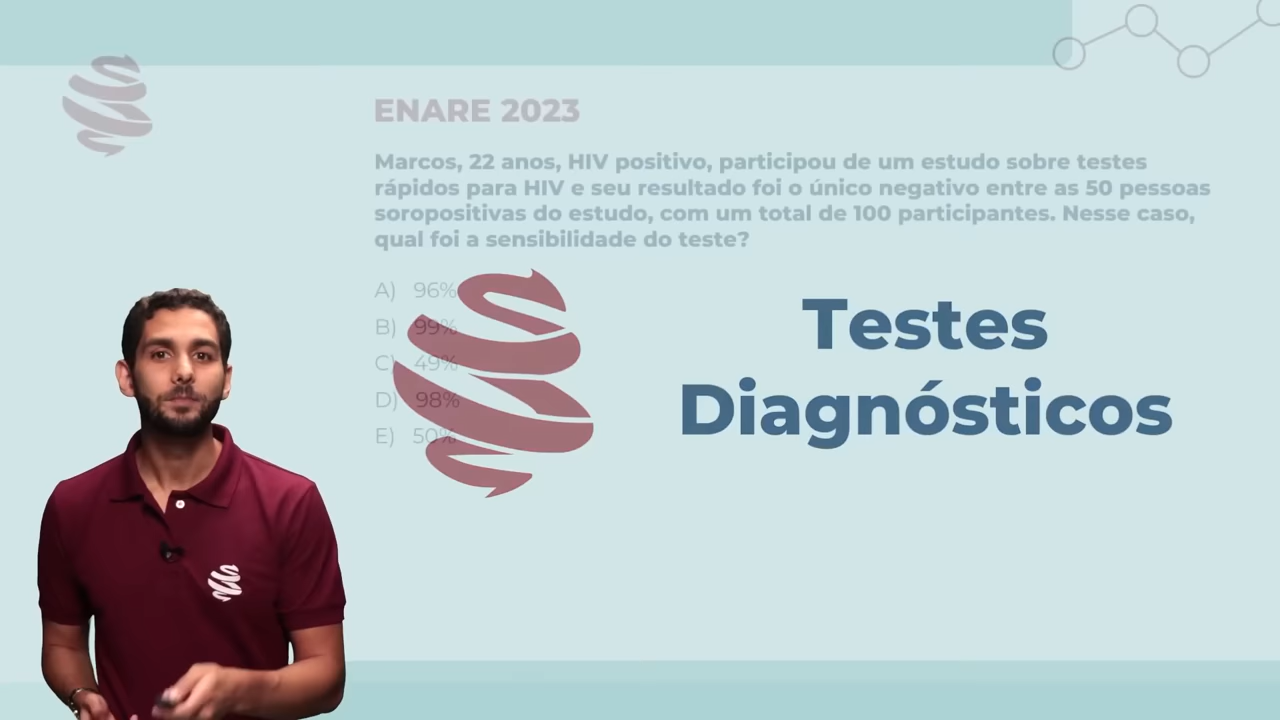 ENARE 2023
Marcos, 22 anos, HIV positivo, participou de um estudo sobre testes
rápidos para HIV e seu resultado foi o único negativo entre as 50 pessoas
soropositivas do estudo, com um total de 100 participantes. Nesse caso,
qual foi a sensibilidade do teste?
A) 96%
B) 99%
C) 49%
D) 98%
E) 50%
Testes
Diagnósticos